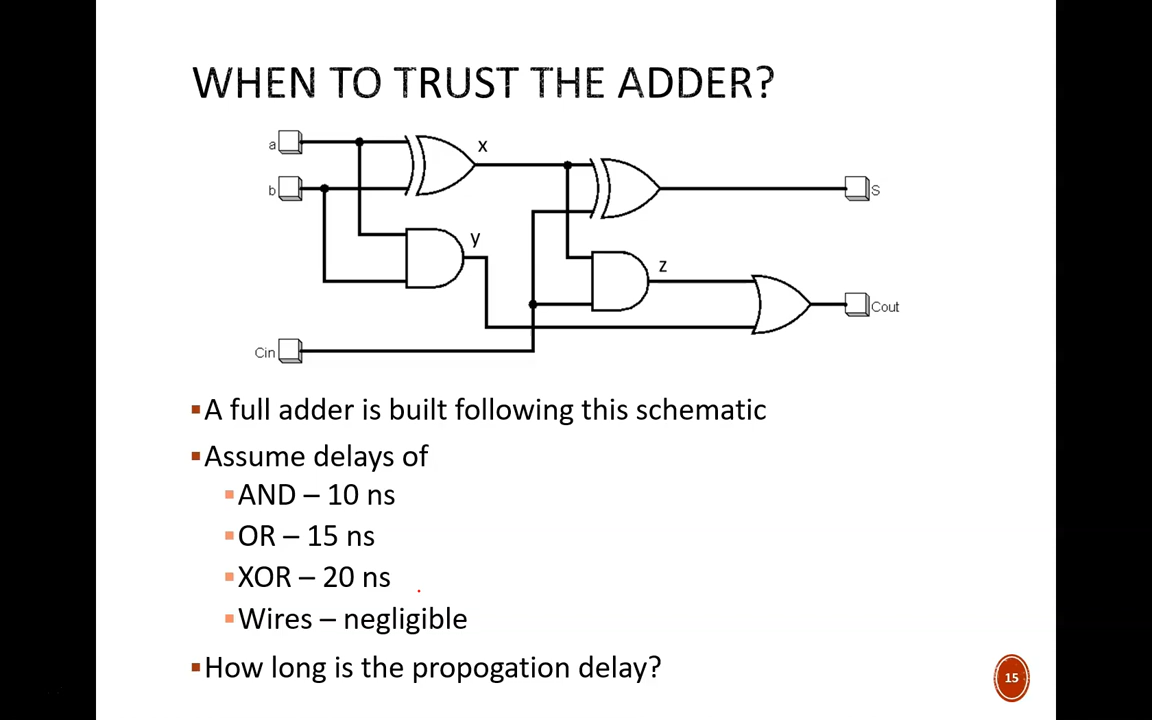 WHEN TO TRUST THE ADDER?
a
x
b
S
y
z
Cout
Cin
▪A full adder is built following this schematic
▪Assume delays of
▪AND – 10 ns
▪OR – 15 ns
▪XOR – 20 ns
▪Wires – negligible
▪How long is the propogation delay?
15